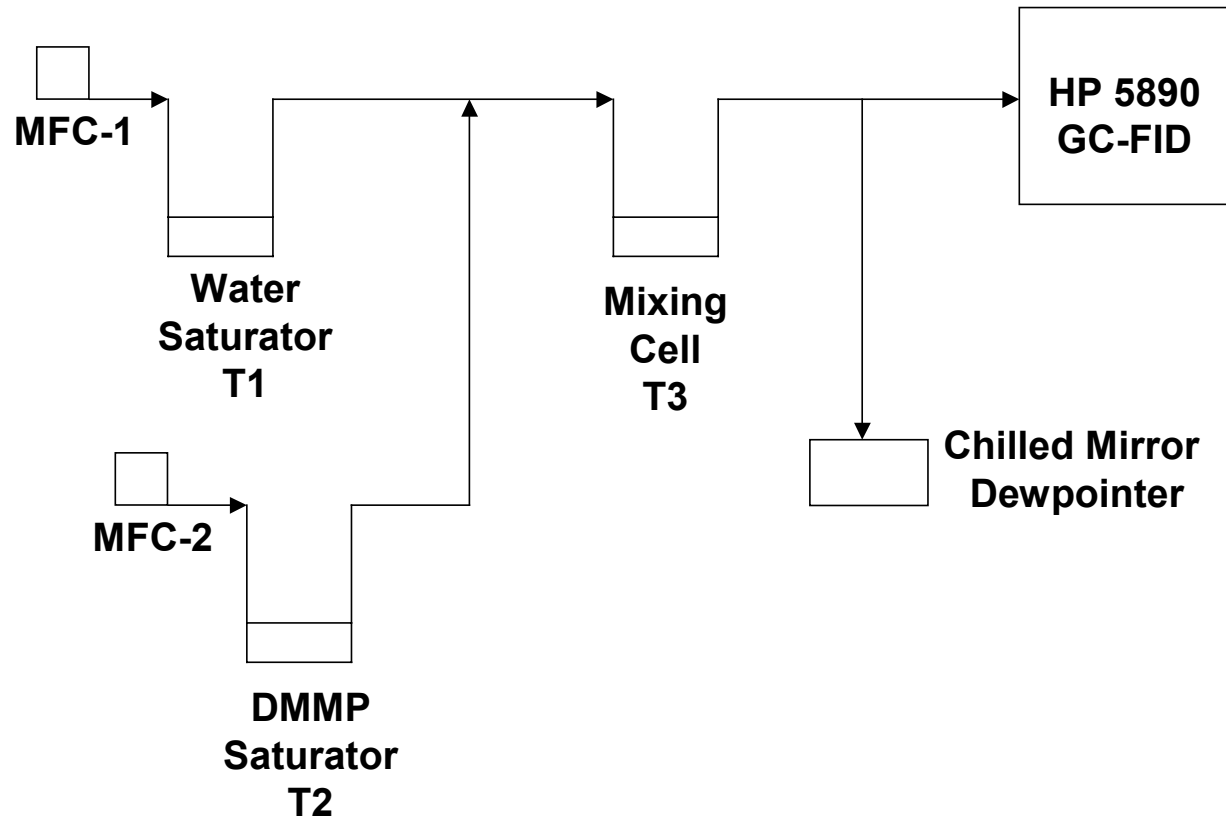 MFC-1
Water
Saturator
T1
Mixing
Cell
T3
HP 5890
GC-FID
MFC-2
DMMP
Saturator
T2
Chilled Mirror
Dewpointer